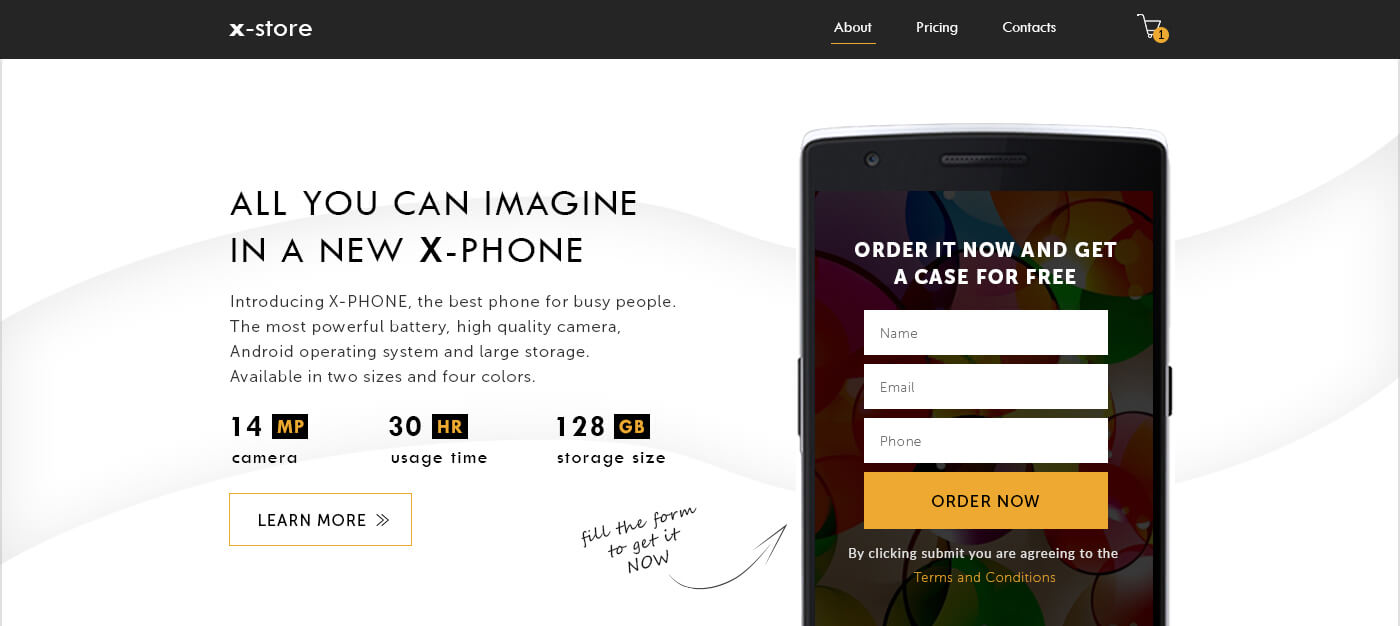 x-store
About
Pricing
Contacts
1
ALL YOU CAN IMAGINE
IN A NEW X-PHONE
Introducing X-PHONE, the best phone for busy people.
The most powerful battery, high quality camera,
Android operating system and large storage.
Available in two sizes and four colors.
14 MP
camera
30 HR
usage time
128 GB
storage size
LEARN MORE
fill the form
to get it
NOW
ORDER IT NOW AND GET
A CASE FOR FREE
Name
Email
Phone
ORDER NOW
By clicking submit you are agreeing to the
Terms and Conditions